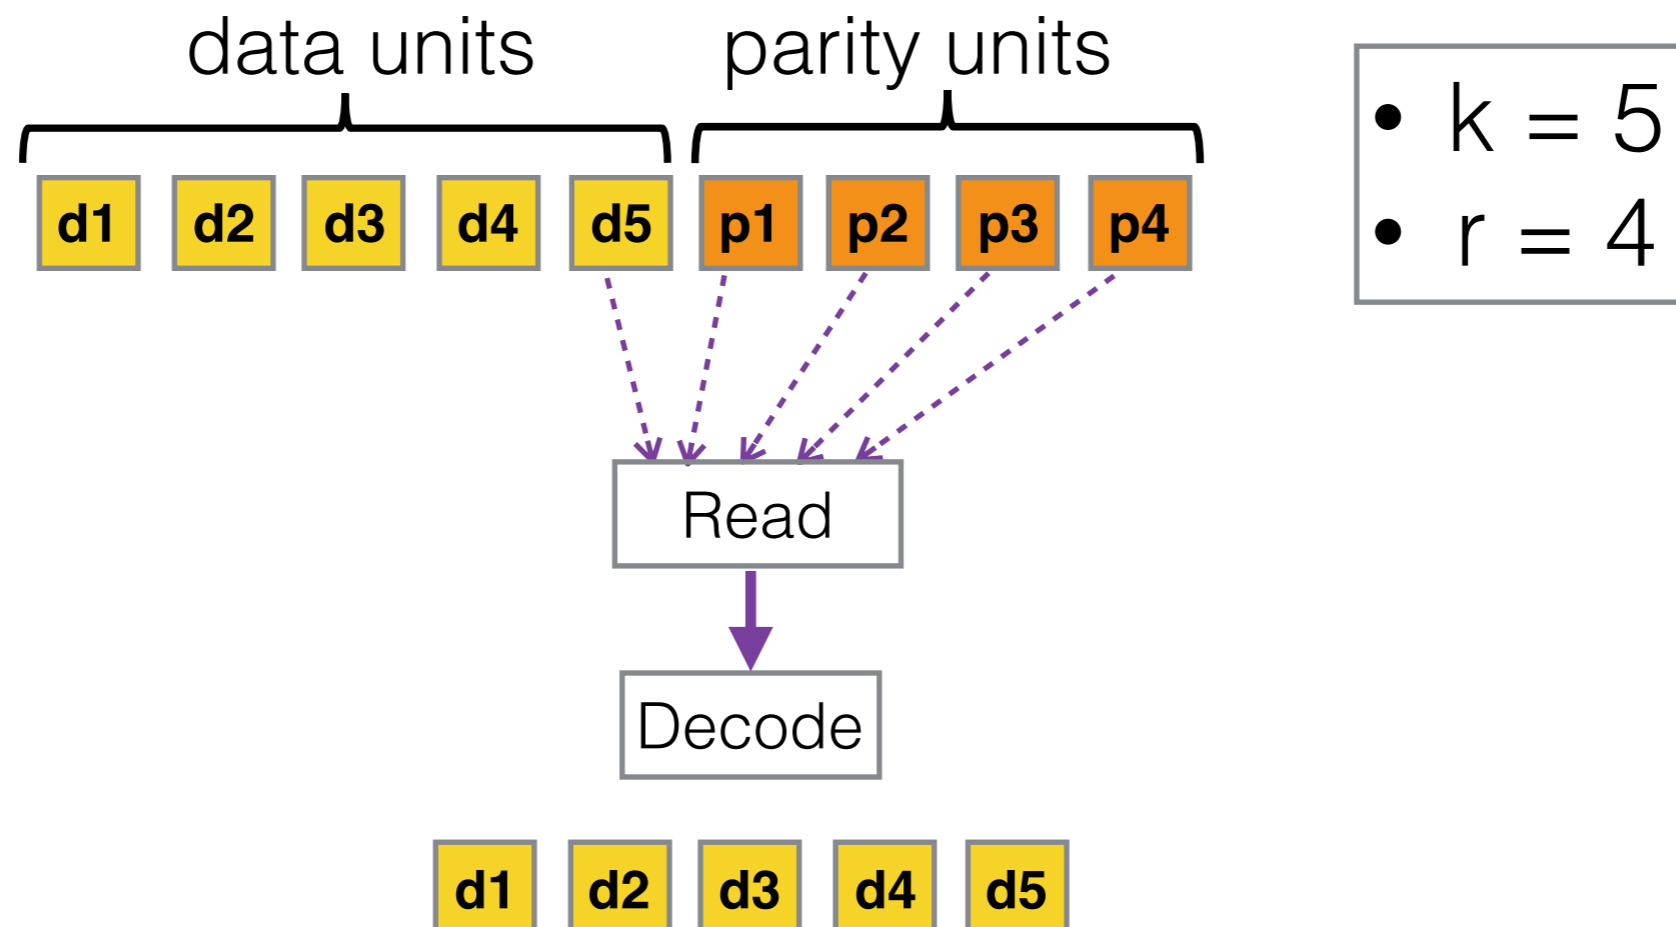 data units parity units
• k = 5
• r = 4
d1 d2 d3 d4 d5 p1 p2 p3 p4
Read
Decode
d1 d2 d3 d4 d5